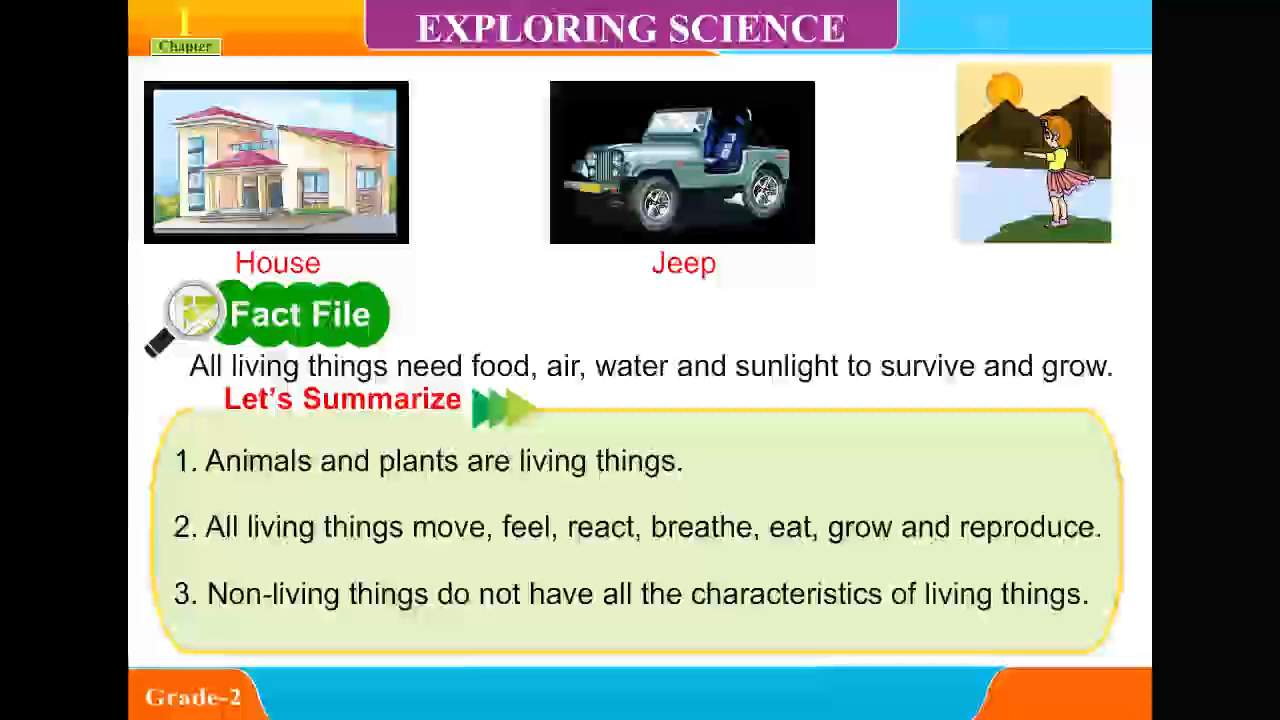 1
Chapter
EXPLORING SCIENCE
House
Jeep
Fact File
All living things need food, air, water and sunlight to survive and grow.
Let's Summarize
1. Animals and plants are living things.
2. All living things move, feel, react, breathe, eat, grow and reproduce.
3. Non-living things do not have all the characteristics of living things.
Grade-2